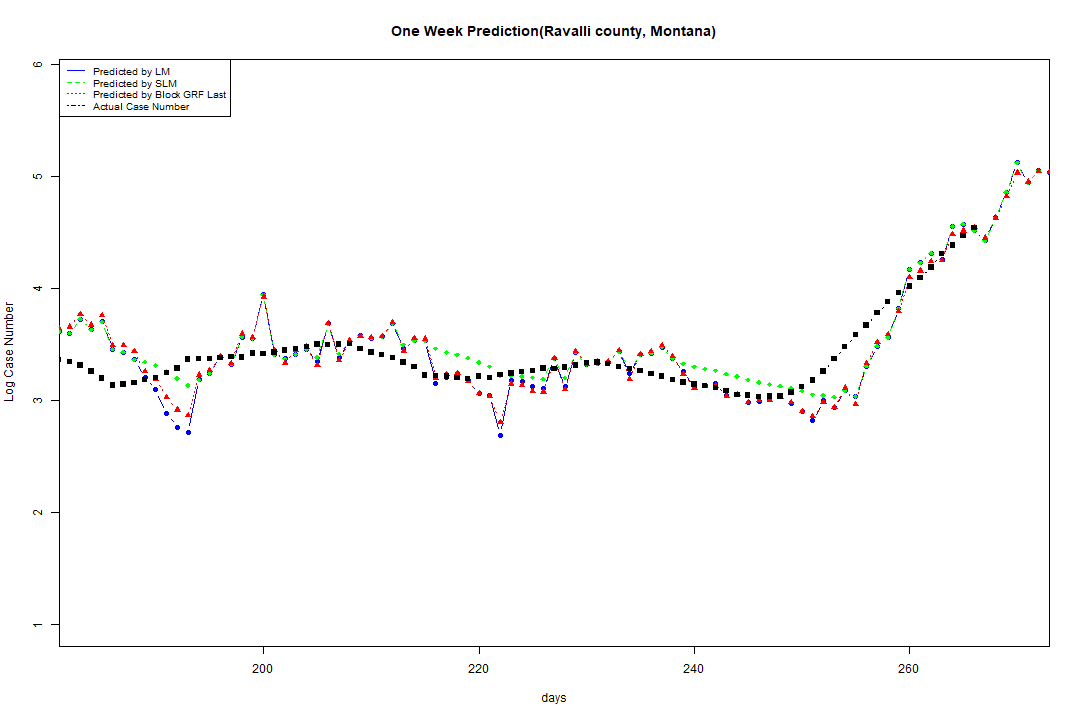 One Week Prediction(Ravalli county, Montana)
Predicted by LM
Predicted by SLM
Predicted by Block GRF Last
Actual Case Number
6
5
4
3
2
1
Log Case Number
200 220 240 260
days